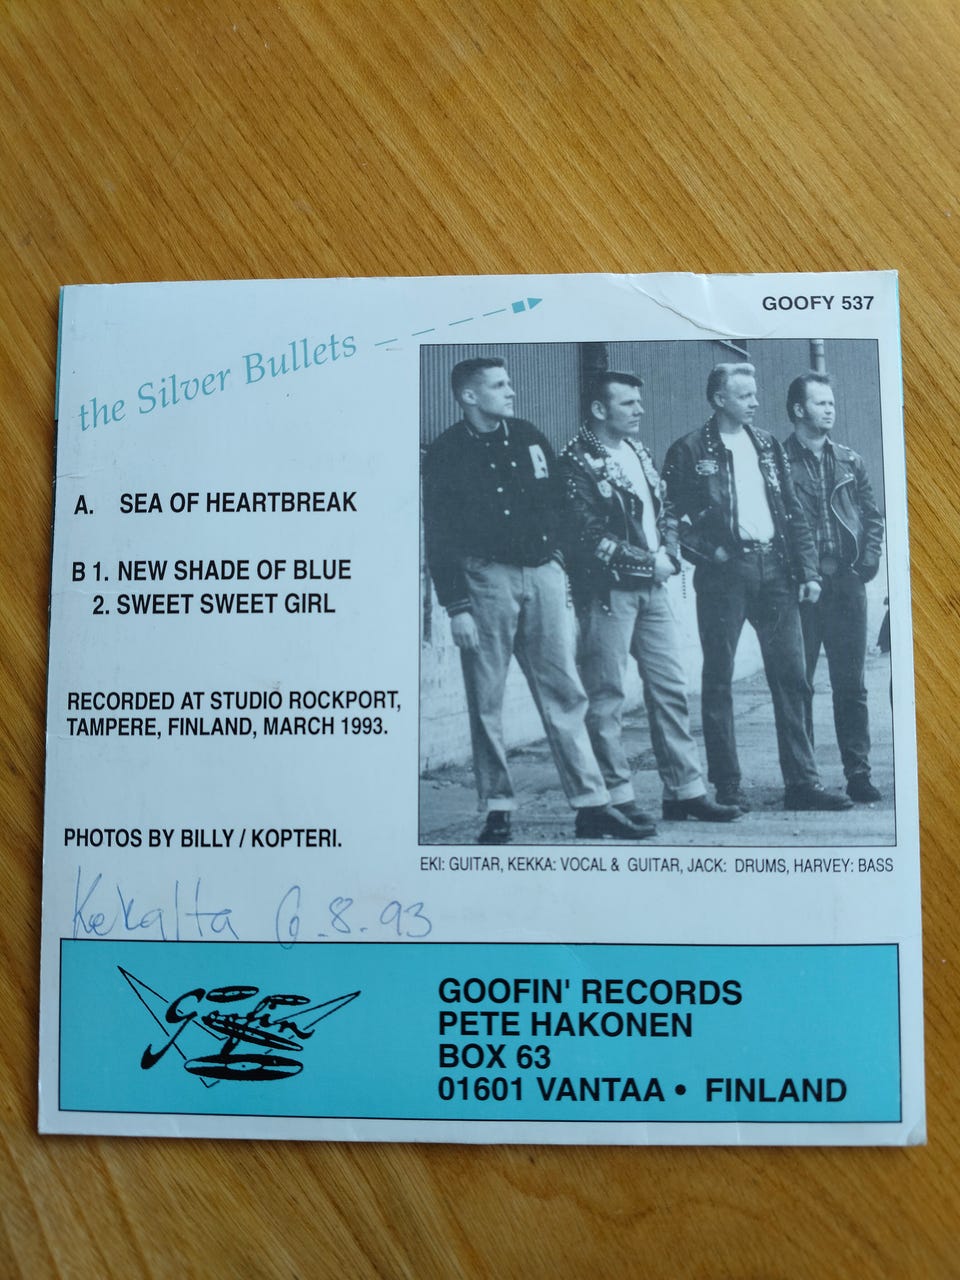 GOOFY 537
the Silver Bullets
A. SEA OF HEARTBREAK
B 1. NEW SHADE OF BLUE
2. SWEET SWEET GIRL
RECORDED AT STUDIO ROCKPORT,
TAMPERE, FINLAND, MARCH 1993.
PHOTOS BY BILLY / KOPTERI.
EKI: GUITAR, KEKKA: VOCAL & GUITAR, JACK: DRUMS, HARVEY: BASS
Kekalta 6.8.93
Goofin
GOOFIN' RECORDS
PETE HAKONEN
BOX 63
01601 VANTAA • FINLAND